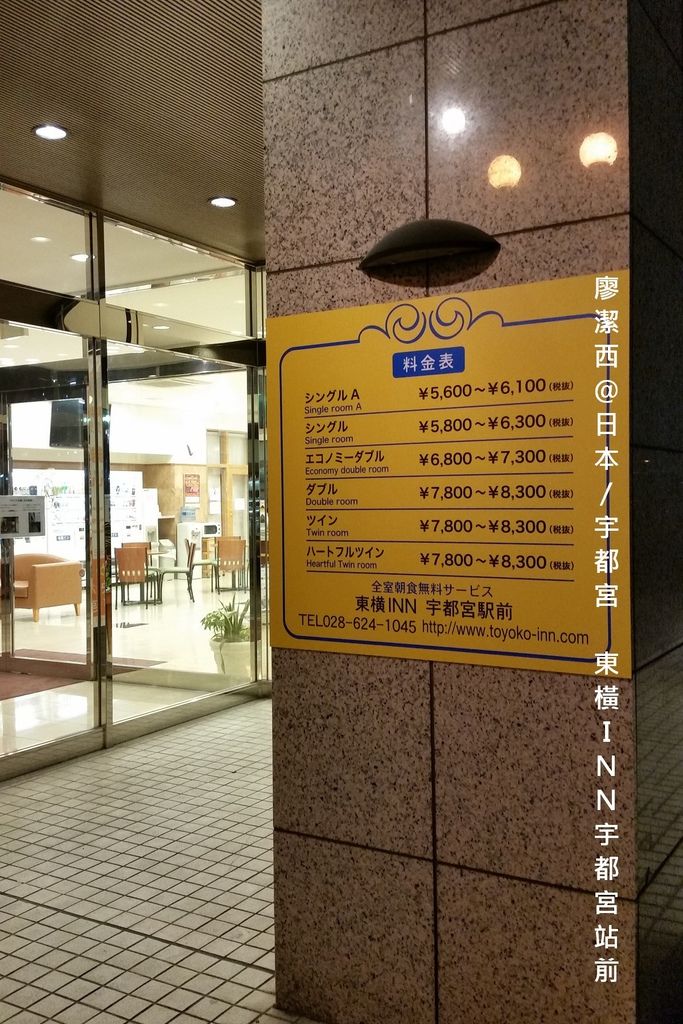 料金表
シングル A ¥5,600～¥6,100 (税抜)
Single room A
シングル ¥5,800～¥6,300 (税抜)
Single room
エコノミーダブル ¥6,800～¥7,300 (税抜)
Economy double room
ダブル ¥7,800～¥8,300 (税抜)
Double room
ツイン ¥7,800～¥8,300 (税抜)
Twin room
ハートフルツイン ¥7,800～¥8,300 (税抜)
Heartful Twin room
全室朝食無料サービス
東横INN 宇都宮駅前
TEL028-624-1045 http://www.toyoko-inn.com
廖潔西@日本/宇都宮 東橫INN宇都宮站前